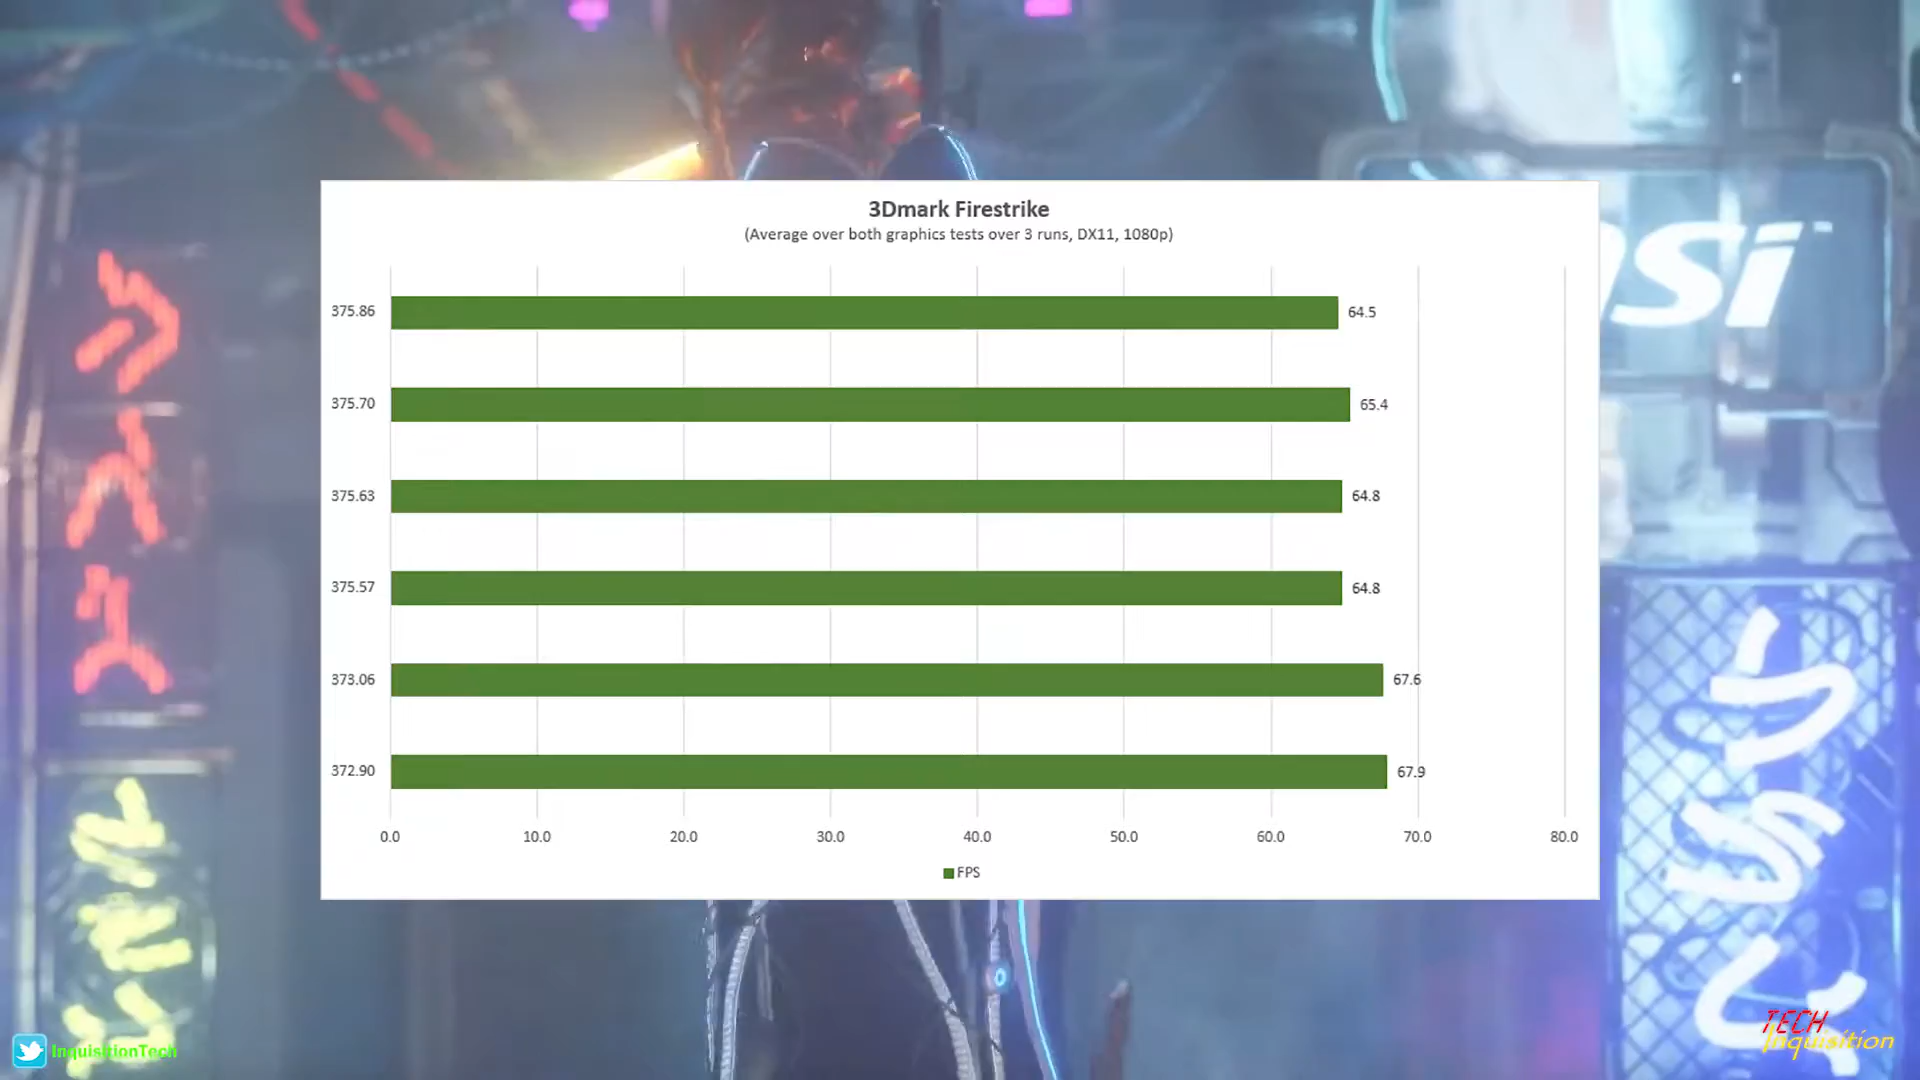 3Dmark Firestrike
(Average over both graphics tests over 3 runs, DX11, 1080p)
375.86 64.5
375.70 65.4
375.63 64.8
375.57 64.8
373.06 67.6
372.90 67.9
0.0 10.0 20.0 30.0 40.0 50.0 60.0 70.0 80.0
FPS
InquisitionTech
TECH
Inquisition